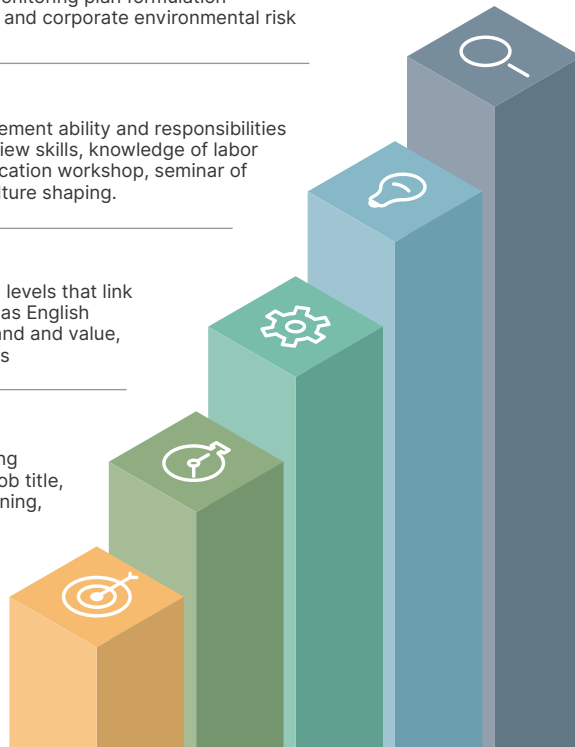 and corporate environmental risk
ement ability and responsibilities
iew skills, knowledge of labor
cation workshop, seminar of
lture shaping.
levels that link
as English
and and value,
s
ng
ob title,
ning,